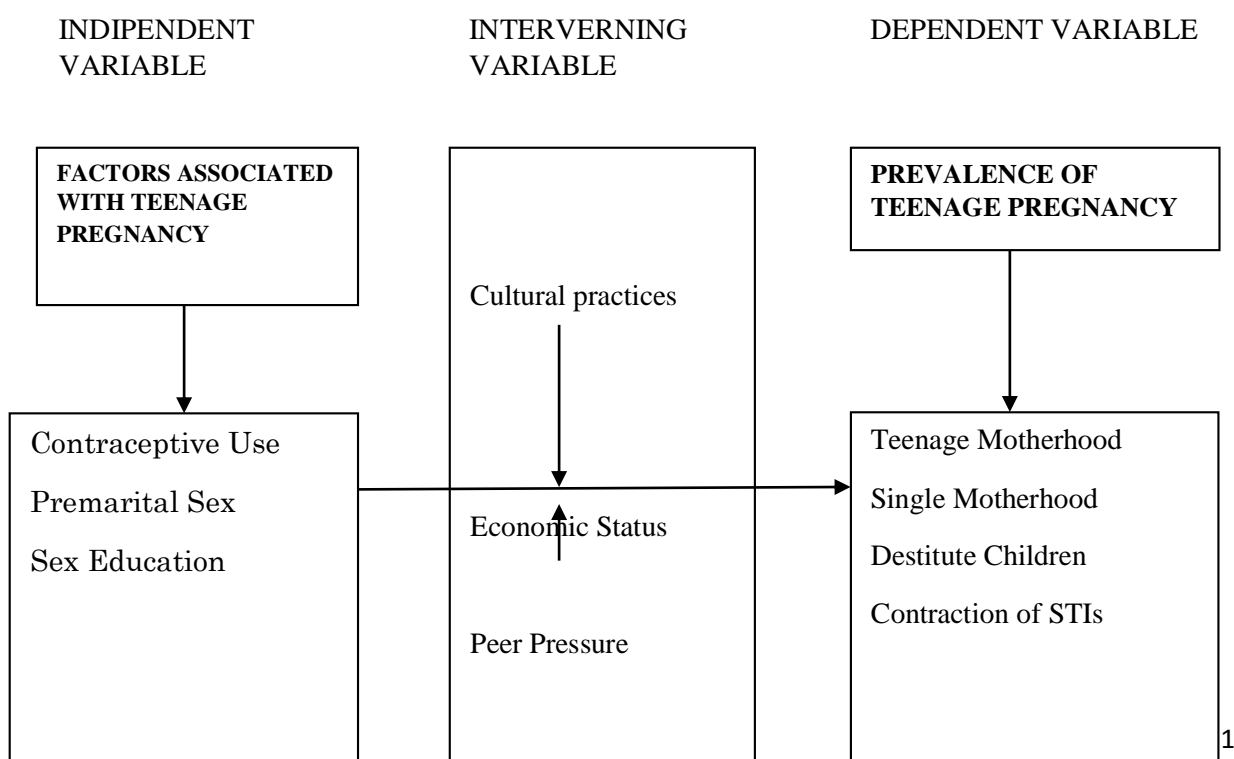 INDIPENDENT
VARIABLE
INTERVERNING
VARIABLE
DEPENDENT VARIABLE
FACTORS ASSOCIATED
WITH TEENAGE
PREGNANCY
PREVALENCE OF
TEENAGE PREGNANCY
Contraceptive Use
Premarital Sex
Sex Education
Cultural practices
Economic Status
Peer Pressure
Teenage Motherhood
Single Motherhood
Destitute Children
Contraction of STIs
1